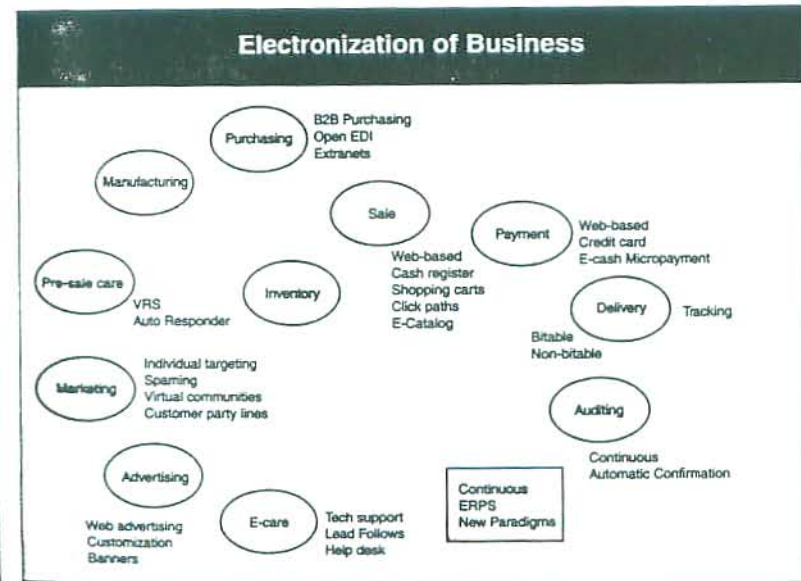 Electronization of Business
Purchasing
B2B Purchasing
Open EDI
Extranets
Manufacturing
Sale
Web-based
Cash register
Shopping carts
Click paths
E-Catalog
Payment
Web-based
Credit card
E-cash Micropayment
Pre-sale care
VRS
Auto Responder
Inventory
Delivery
Tracking
Bitable
Non-bitable
Marketing
Individual targeting
Spaming
Virtual communities
Customer party lines
Auditing
Continuous
Automatic Confirmation
Advertising
Web advertising
Customization
Banners
E-care
Tech support
Lead Follows
Help desk
Continuous
ERPS
New Paradigms